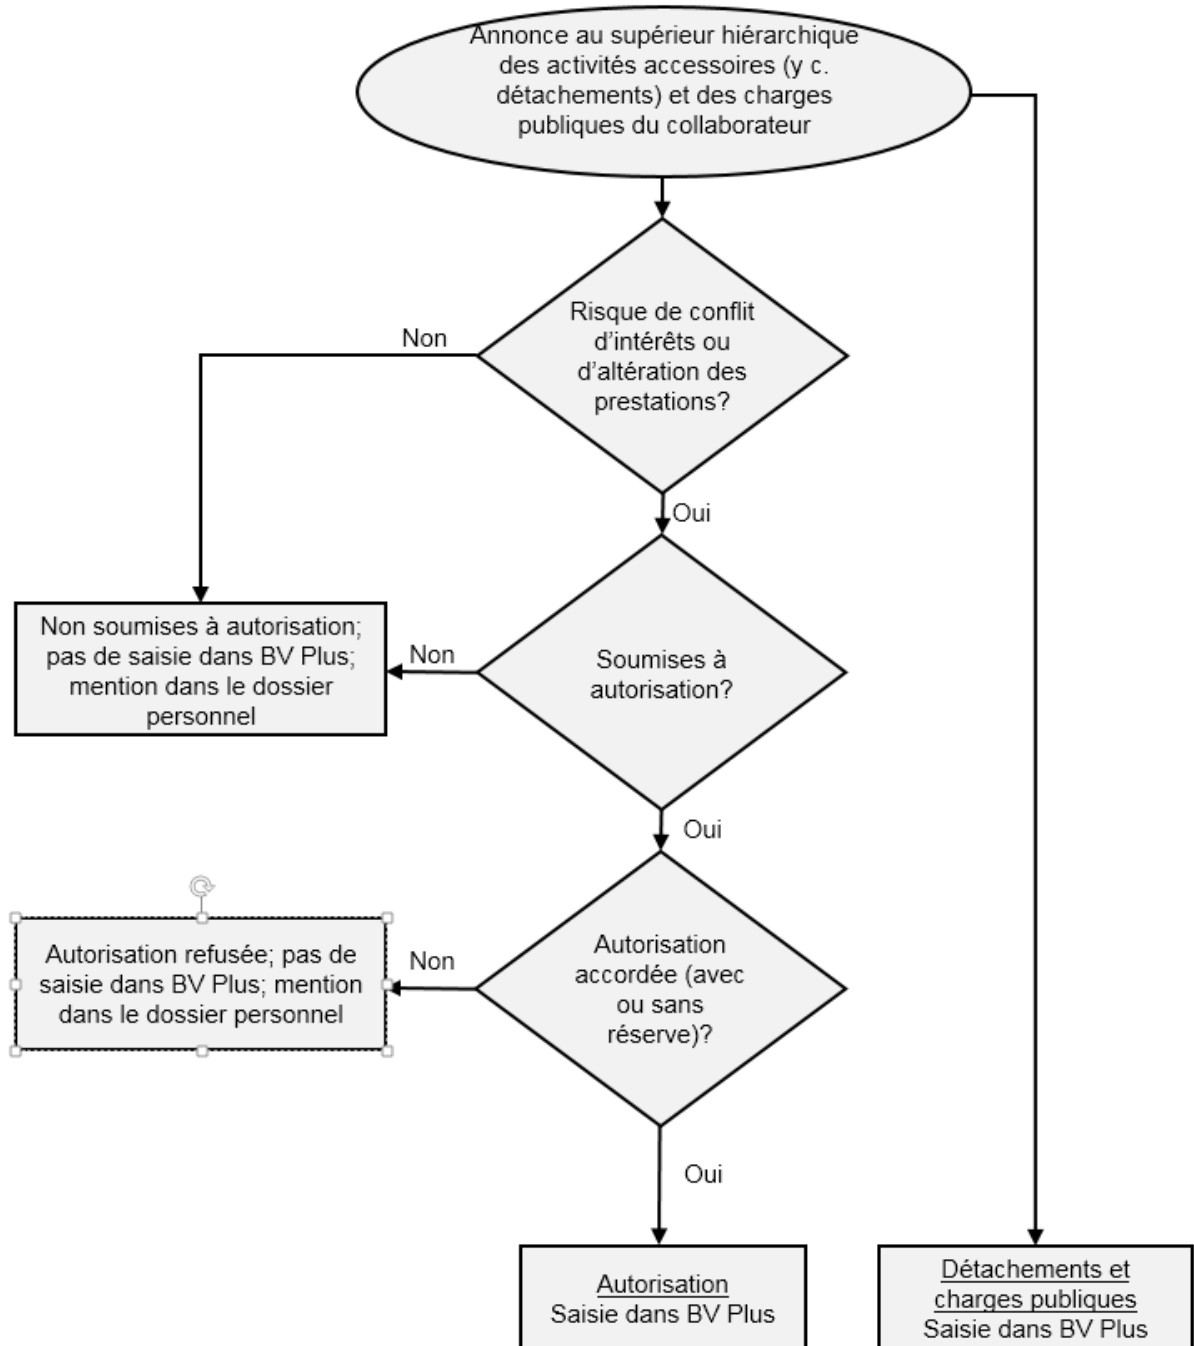 Annonce au supérieur hiérarchique
des activités accessoires (y c.
détachements) et des charges
publiques du collaborateur
Risque de conflit
d'intérêts ou
d'altération des
prestations?
Non
Oui
Soumises à
autorisation?
Non
Non soumises à autorisation;
pas de saisie dans BV Plus;
mention dans le dossier
personnel
Oui
Autorisation
accordée (avec
ou sans
réserve)?
Non
Autorisation refusée; pas de
saisie dans BV Plus; mention
dans le dossier personnel
Oui
Autorisation
Saisie dans BV Plus
Détachements et
charges publiques
Saisie dans BV Plus